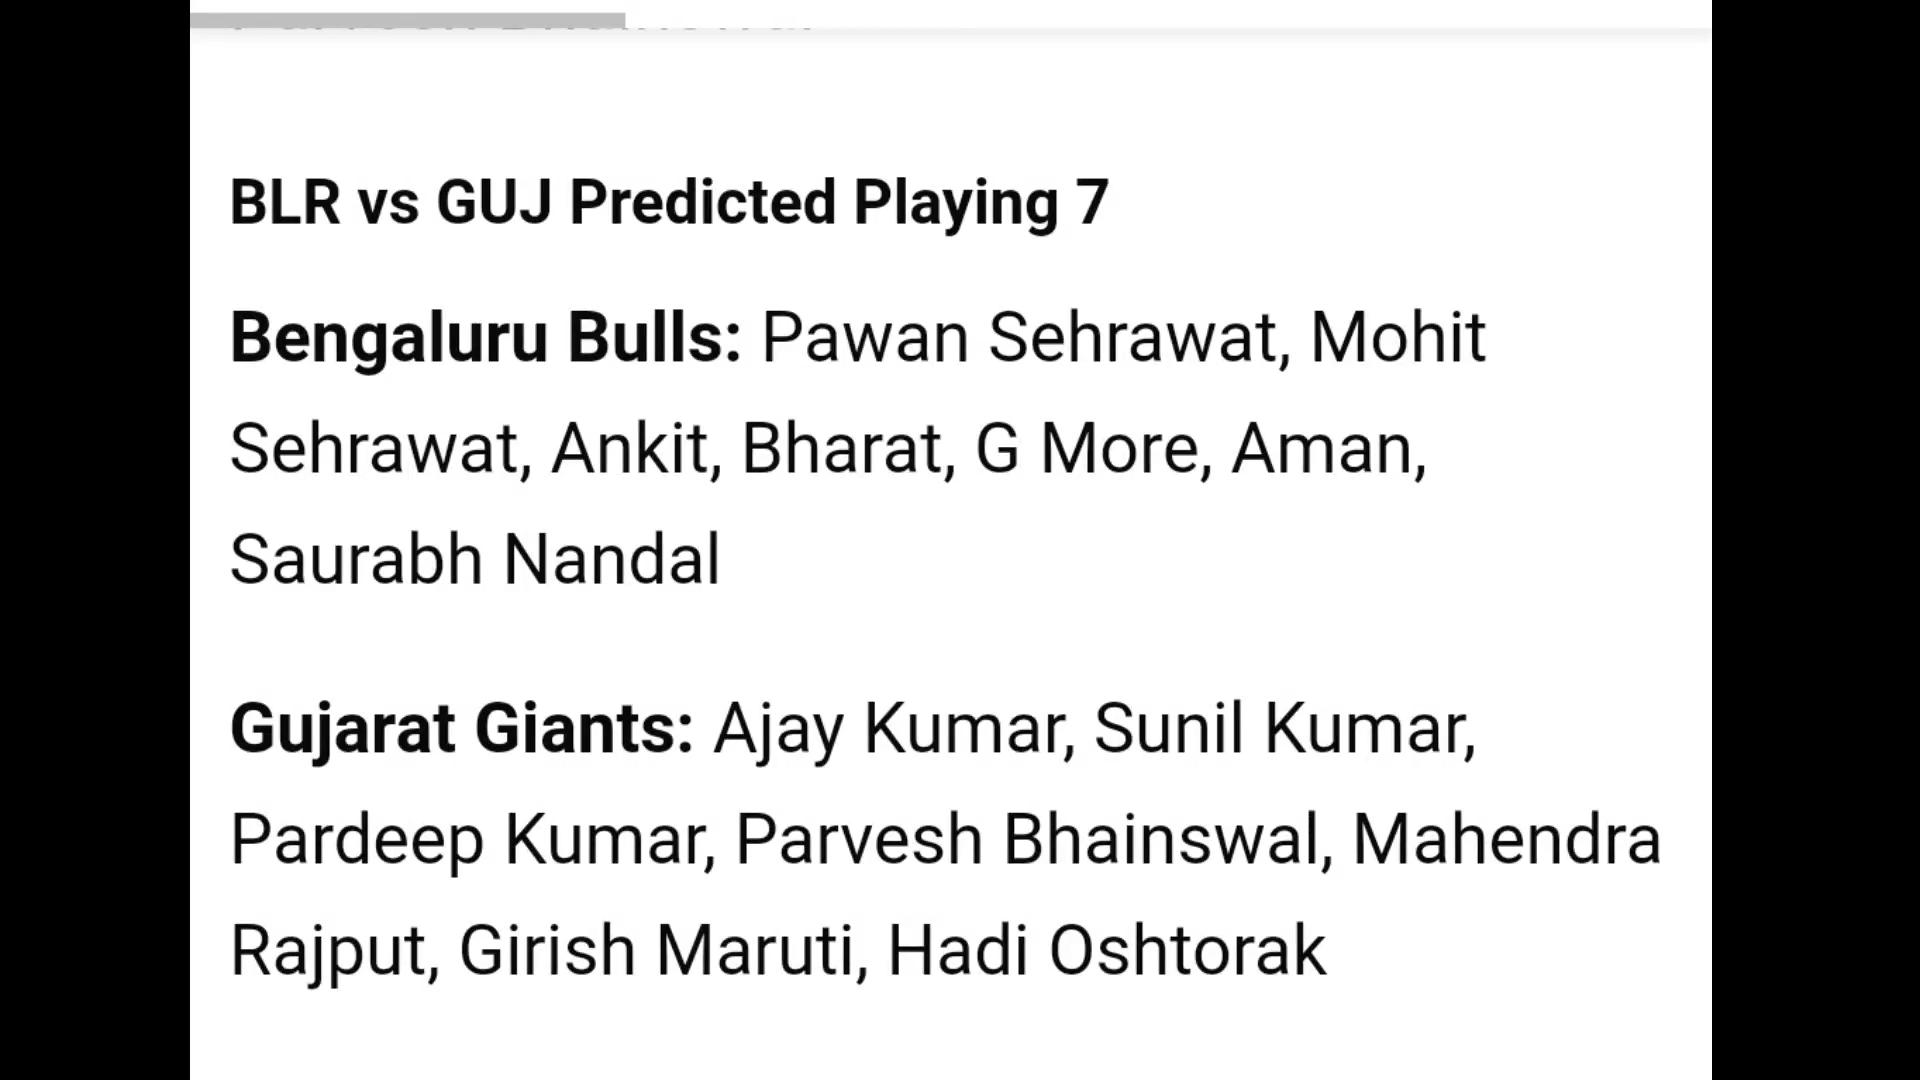 BLR vs GUJ Predicted Playing 7
Bengaluru Bulls: Pawan Sehrawat, Mohit
Sehrawat, Ankit, Bharat, G More, Aman,
Saurabh Nandal
Gujarat Giants: Ajay Kumar, Sunil Kumar,
Pardeep Kumar, Parvesh Bhainswal, Mahendra
Rajput, Girish Maruti, Hadi Oshtorak